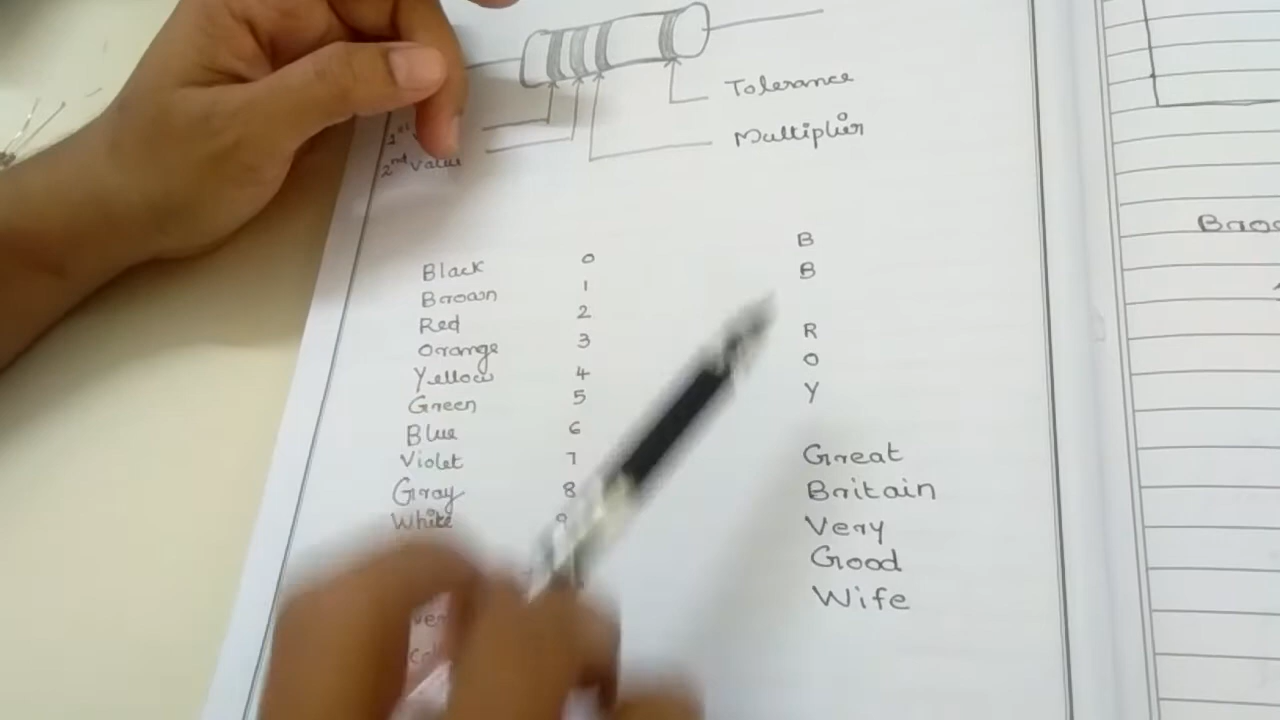 Tolerance
Multiplier
2nd Value
Black 0 B
Brown 1 B
Red 2
Orange 3 R
Yellow 4 O
Green 5 Y
Blue 6
Violet 7 Great
Gray 8 Britain
White 9 Very
Good
Wife